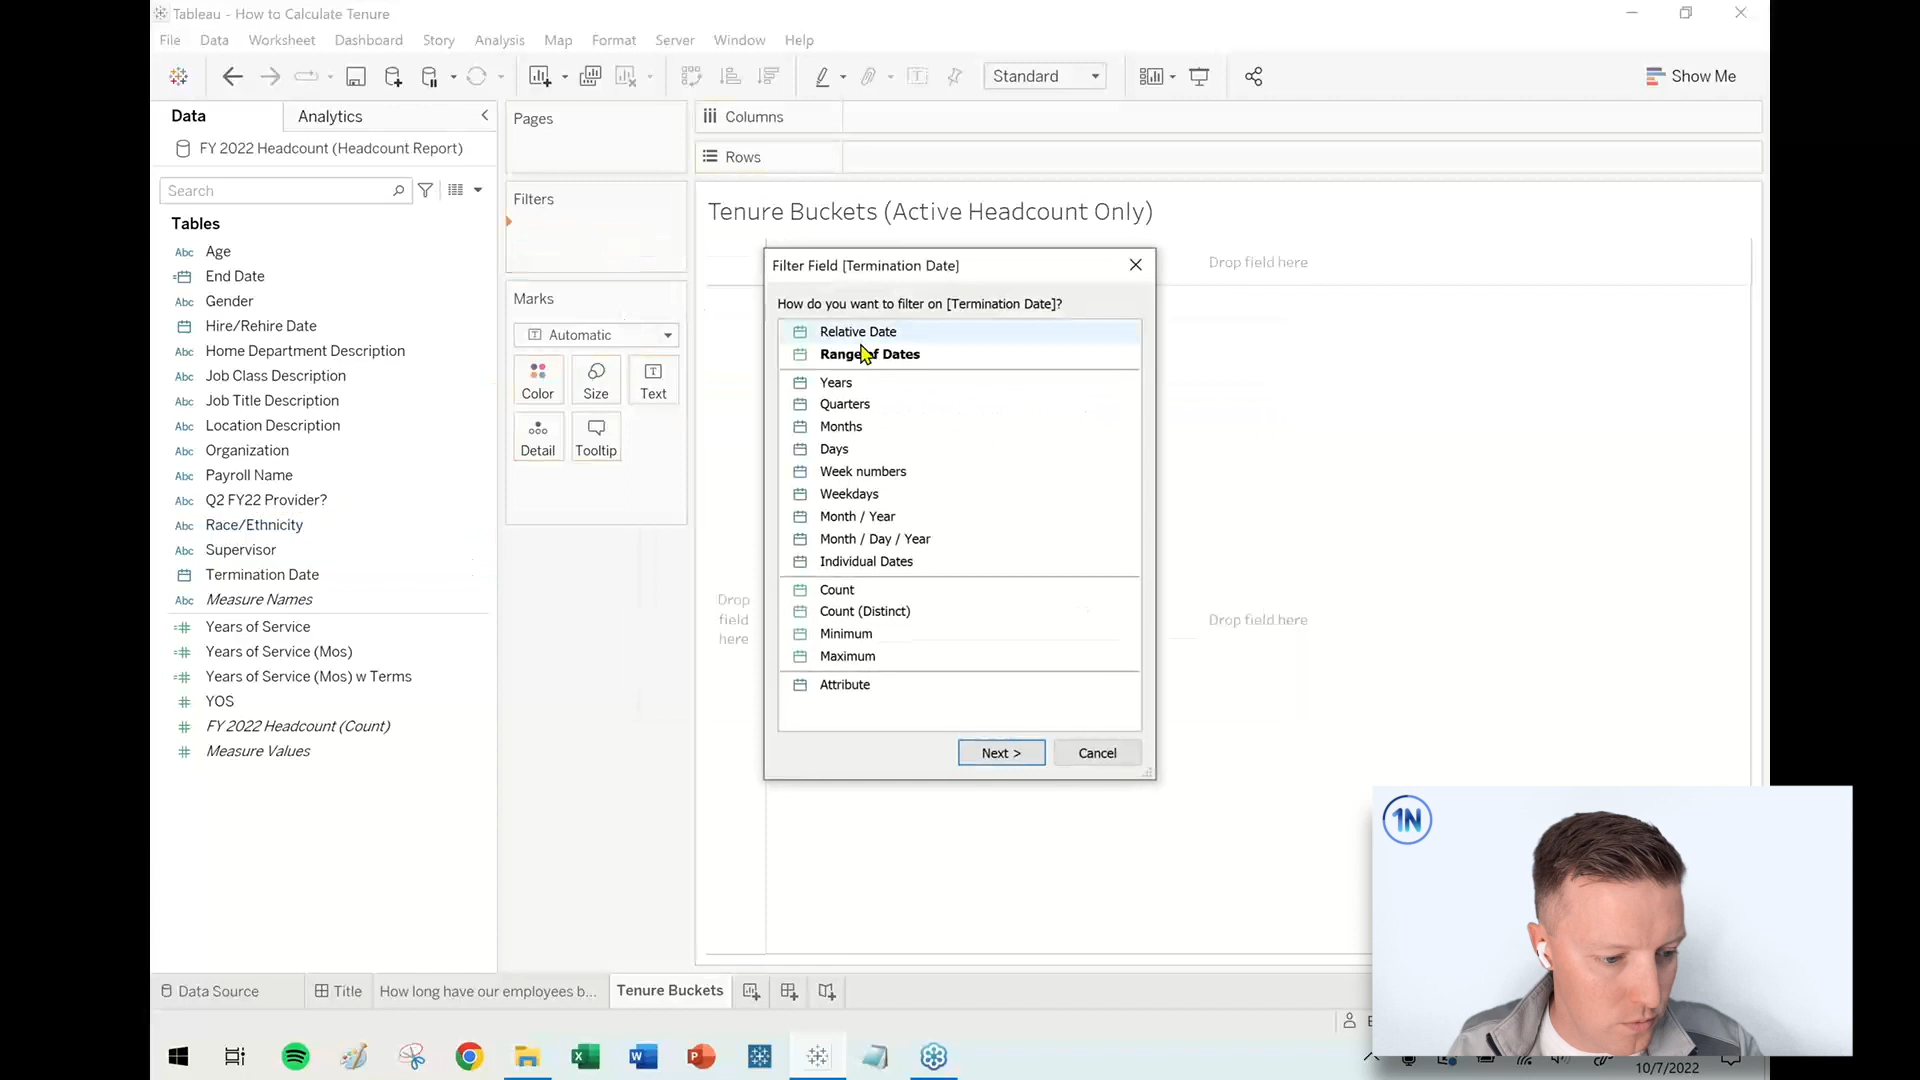 Tableau - How to Calculate Tenure
File Data Worksheet Dashboard Story Analysis Map Format Server Window Help
Standard
Show Me
Data
Analytics
FY 2022 Headcount (Headcount Report)
Search
Tables
Abc Age
End Date
Abc Gender
Hire/Rehire Date
Abc Home Department Description
Abc Job Class Description
Abc Job Title Description
Abc Location Description
Abc Organization
Abc Payroll Name
Abc Q2 FY22 Provider?
Abc Race/Ethnicity
Abc Supervisor
Termination Date
Abc Measure Names
Years of Service
Years of Service (Mos)
Years of Service (Mos) w Terms
YOS
FY 2022 Headcount (Count)
Measure Values
Pages
Filters
Marks
Automatic
Color
Size
Text
Detail
Tooltip
Columns
Rows
Tenure Buckets (Active Headcount Only)
Drop field here
Drop
field
here
Drop field here
Filter Field [Termination Date]
How do you want to filter on [Termination Date]?
Relative Date
Range of Dates
Years
Quarters
Months
Days
Week numbers
Weekdays
Month / Year
Month / Day / Year
Individual Dates
Count
Count (Distinct)
Minimum
Maximum
Attribute
Next >
Cancel
1N
Data Source
Title
How long have our employees b...
Tenure Buckets
10/7/2022